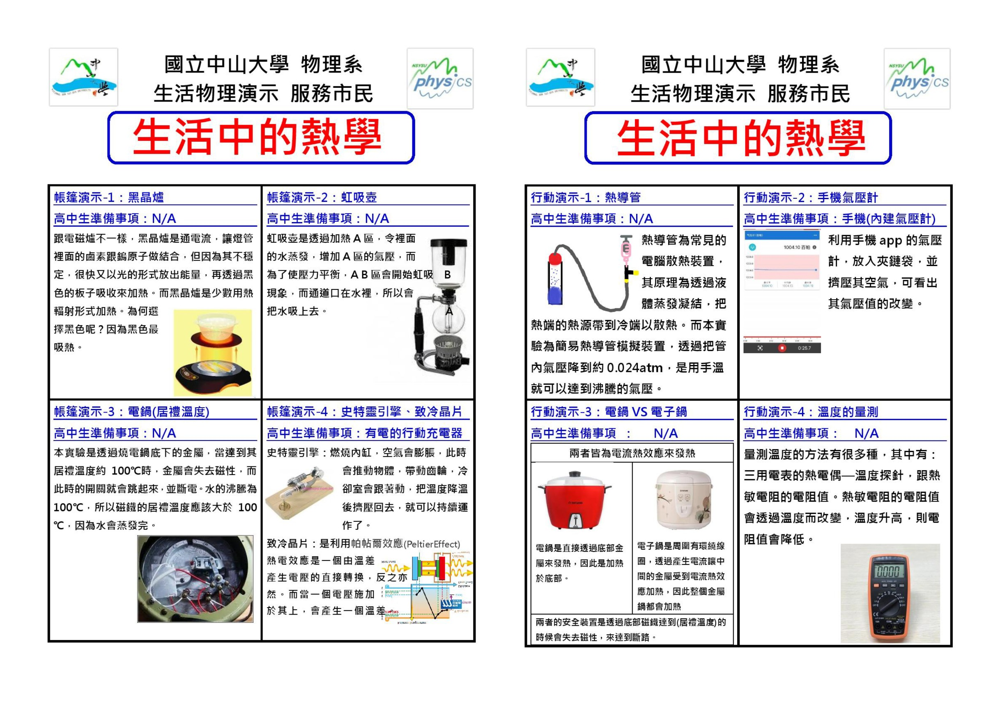 國立中山大學 物理系
生活物理演示 服務市民
生活中的熱學
帳篷演示-1：黑晶爐
高中生準備事項：N/A
跟電磁爐不一樣，黑晶爐是通電流，讓燈管
裡面的鹵素跟鎢原子做結合，但因為其不穩
定，很快又以光的形式放出能量，再透過黑
色的板子吸收來加熱。而黑晶爐是少數用熱
輻射形式加熱。為何選
擇黑色呢？因為黑色最
吸熱。
帳篷演示-2：虹吸壺
高中生準備事項：N/A
虹吸壺是透過加熱 A 區，令裡面
的水蒸發，增加 A 區的氣壓，而
為了使壓力平衡，A B 區會開始虹吸
現象，而通道口在水裡，所以會
把水吸上去。
B
A
帳篷演示-3：電鍋(居禮溫度)
高中生準備事項：N/A
本實驗是透過燒電鍋底下的金屬，當達到其
居禮溫度約 100℃時，金屬會失去磁性，而
此時的開關就會跳起來，並斷電。水的沸騰為
100℃，所以磁鐵的居禮溫度應該大於 100
℃，因為水會蒸發完。
帳篷演示-4：史特靈引擎、致冷晶片
高中生準備事項：有電的行動充電器
史特靈引擎：燃燒內缸，空氣會膨脹，此時
會推動物體，帶動齒輪，冷
卻室會跟著動，把溫度降溫
後擠壓回去，就可以持續運
作了。
致冷晶片：是利用帕帖爾效應(PeltierEffect)
熱電效應是一個由溫差
產生電壓的直接轉換，反之亦
然。而當一個電壓施加
於其上，會產生一個溫差。
國立中山大學 物理系
生活物理演示 服務市民
NSYSU
physics
生活中的熱學
行動演示-1：熱導管
高中生準備事項：N/A
熱導管為常見的
電腦散熱裝置，
其原理為透過液
體蒸發凝結，把
熱端的熱源帶到冷端以散熱。而本實
驗為簡易熱導管模擬裝置，透過把管
內氣壓降到約 0.024atm，是用手溫
就可以達到沸騰的氣壓。
行動演示-2：手機氣壓計
高中生準備事項：手機(內建氣壓計)
1004.10 百帕
0:25.7
利用手機 app 的氣壓
計，放入夾鏈袋，並
擠壓其空氣，可看出
其氣壓值的改變。
行動演示-3：電鍋 VS 電子鍋
高中生準備事項 ： N/A
兩者皆為電流熱效應來發熱
電鍋是直接透過底部金
屬來發熱，因此是加熱
於底部。
電子鍋是周圍有環繞線
圈，透過產生電流讓中
間的金屬受到電流熱效
應加熱，因此整個金屬
鍋都會加熱
兩者的安全裝置是透過底部磁鐵達到(居禮溫度)的
時候會失去磁性，來達到斷路。
行動演示-4：溫度的量測
高中生準備事項： N/A
量測溫度的方法有很多種，其中有：
三用電表的熱電偶—溫度探針，跟熱
敏電阻的電阻值。熱敏電阻的電阻值
會透過溫度而改變，溫度升高，則電
阻值會降低。
0.000